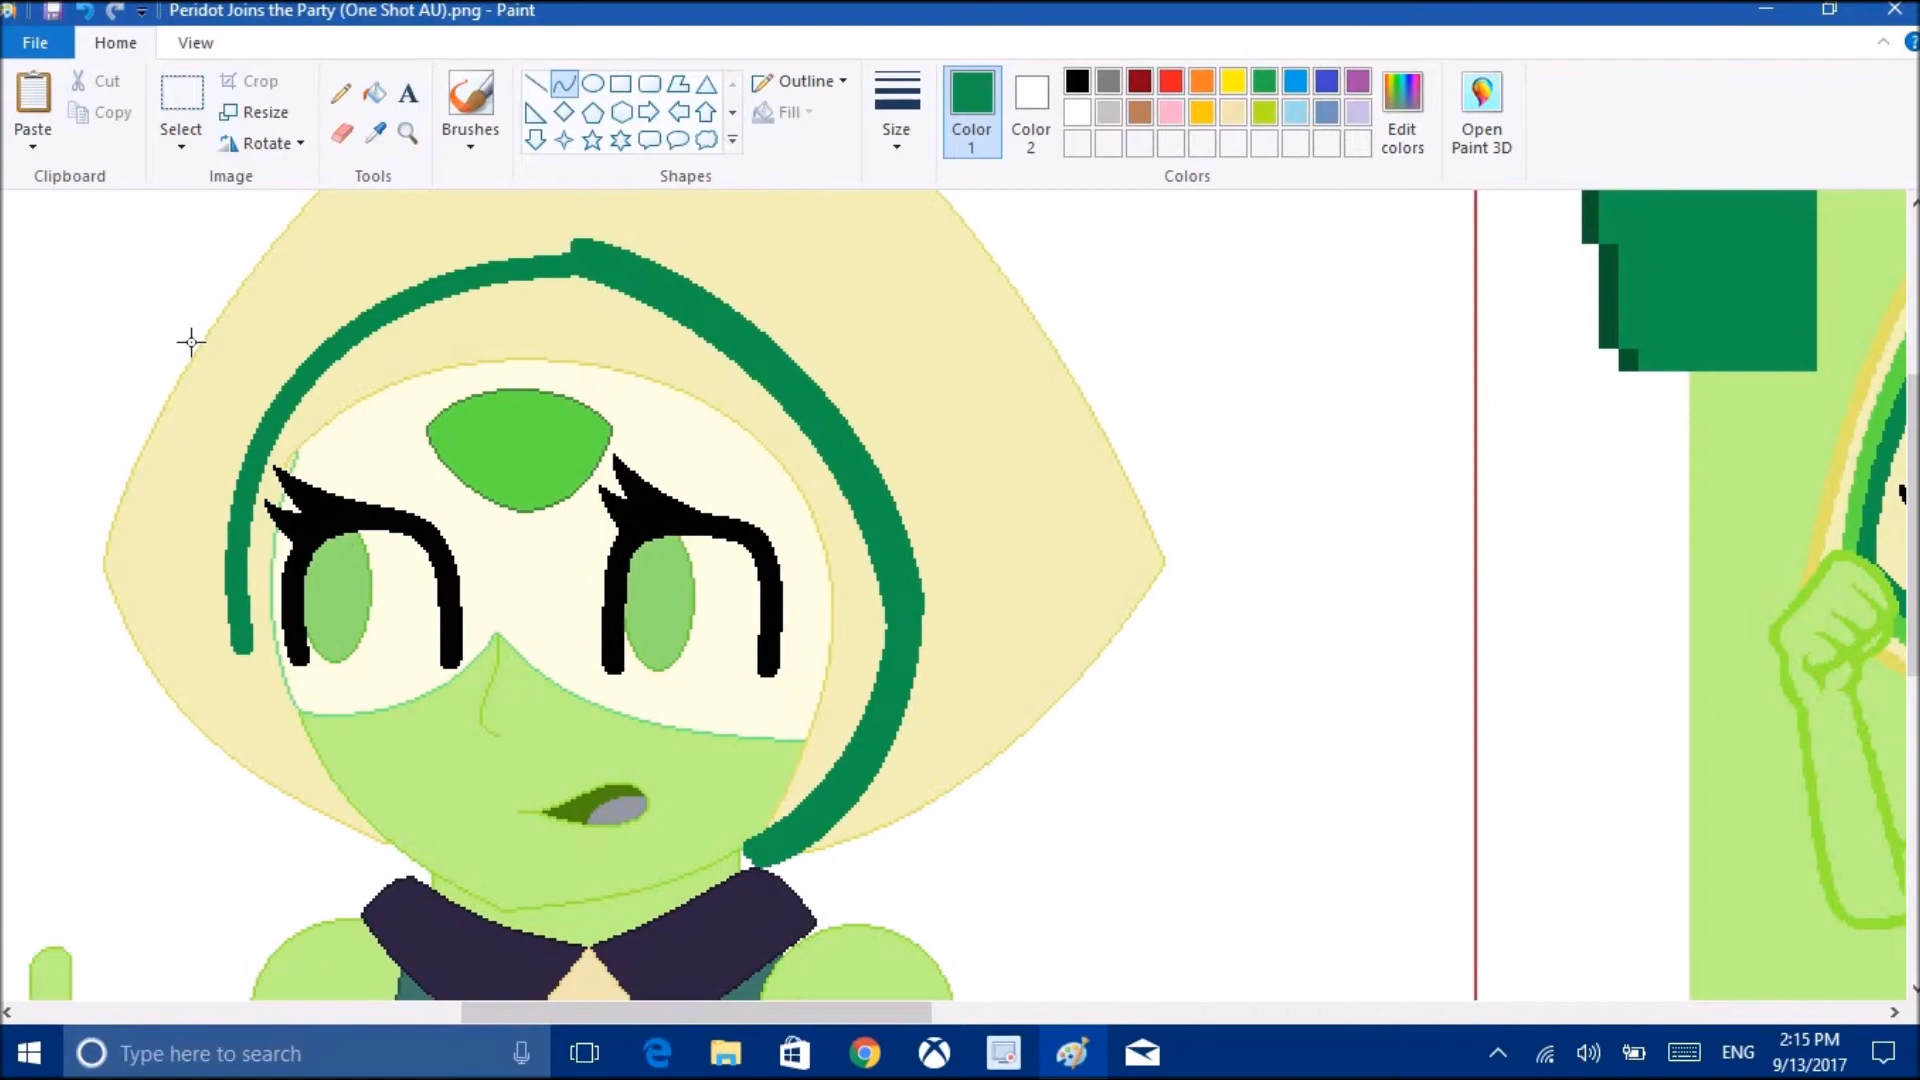 Peridot Joins the Party (One Shot AU).png - Paint
File Home View
Paste
Cut
Copy
Clipboard
Select
Crop
Resize
Rotate
Image
A
Tools
Brushes
Shapes
Outline
Fill
Size
Color
1
Color
2
Edit
colors
Colors
Open
Paint 3D
Type here to search
ENG
2:15 PM
9/13/2017